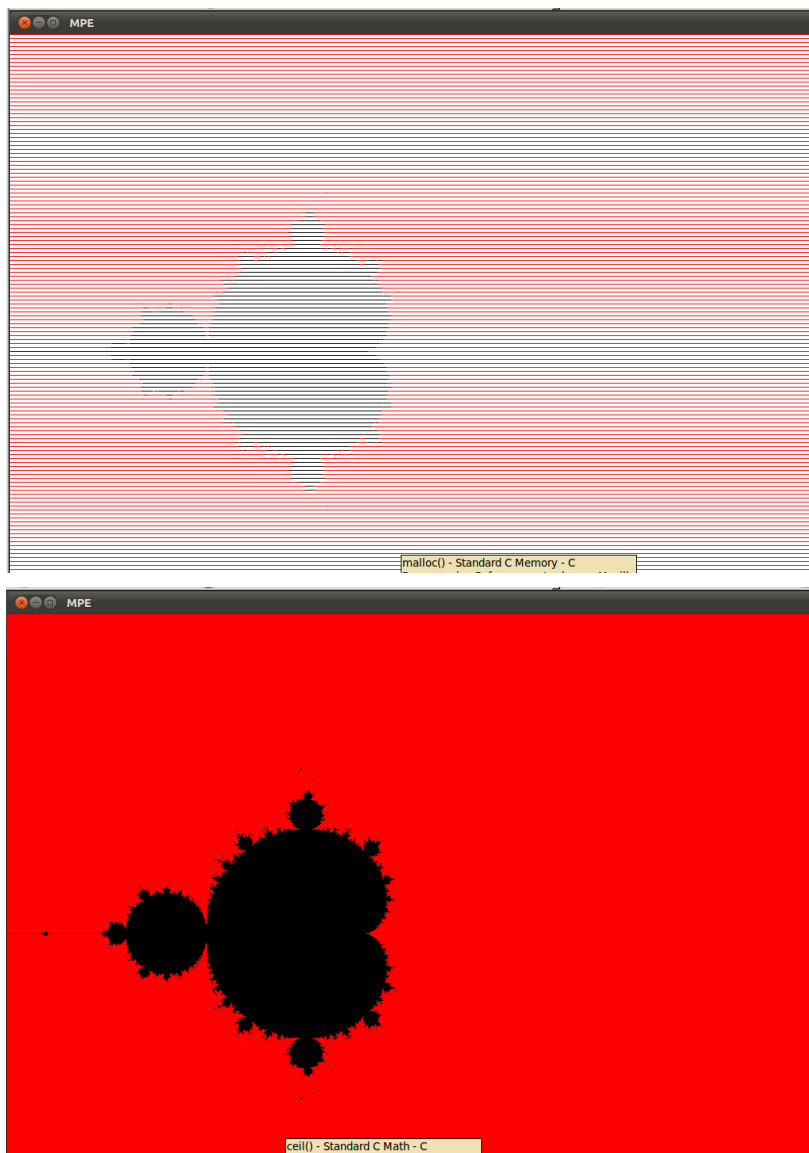 MPE
malloc() - Standard C Memory - C
MPE
ceil() - Standard C Math - C